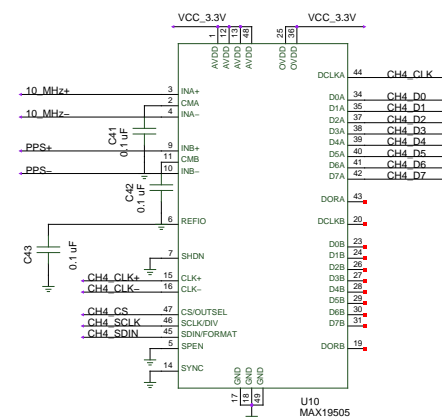 VCC_3.3V VCC_3.3V
1 12 13 48 25 36
AVDD AVDD AVDD AVDD OVDD OVDD
DCLKA 44 CH4_CLK
10_MHz+ 3 INA+
2 CMA
10_MHz− 4 INA−
D0A 34 CH4_D0
D1A 35 CH4_D1
D2A 37 CH4_D2
D3A 38 CH4_D3
D4A 39 CH4_D4
D5A 40 CH4_D5
D6A 41 CH4_D6
D7A 42 CH4_D7
C41
0.1 uF
PPS+ 9 INB+
11 CMB
PPS− 10 INB−
C42
0.1 uF
DORA 43
6 REFIO
DCLKB 20
C43
0.1 uF
7 SHDN
D0B 23
D1B 24
D2B 26
D3B 27
D4B 28
D5B 29
D6B 30
D7B 31
CH4_CLK+ 15 CLK+
CH4_CLK− 16 CLK−
CH4_CS 47 CS/OUTSEL
CH4_SCLK 46 SCLK/DIV
CH4_SDIN 45 SDIN/FORMAT
5 SPEN
DORB 19
14 SYNC
GND GND GND
17 18 49
U10
MAX19505